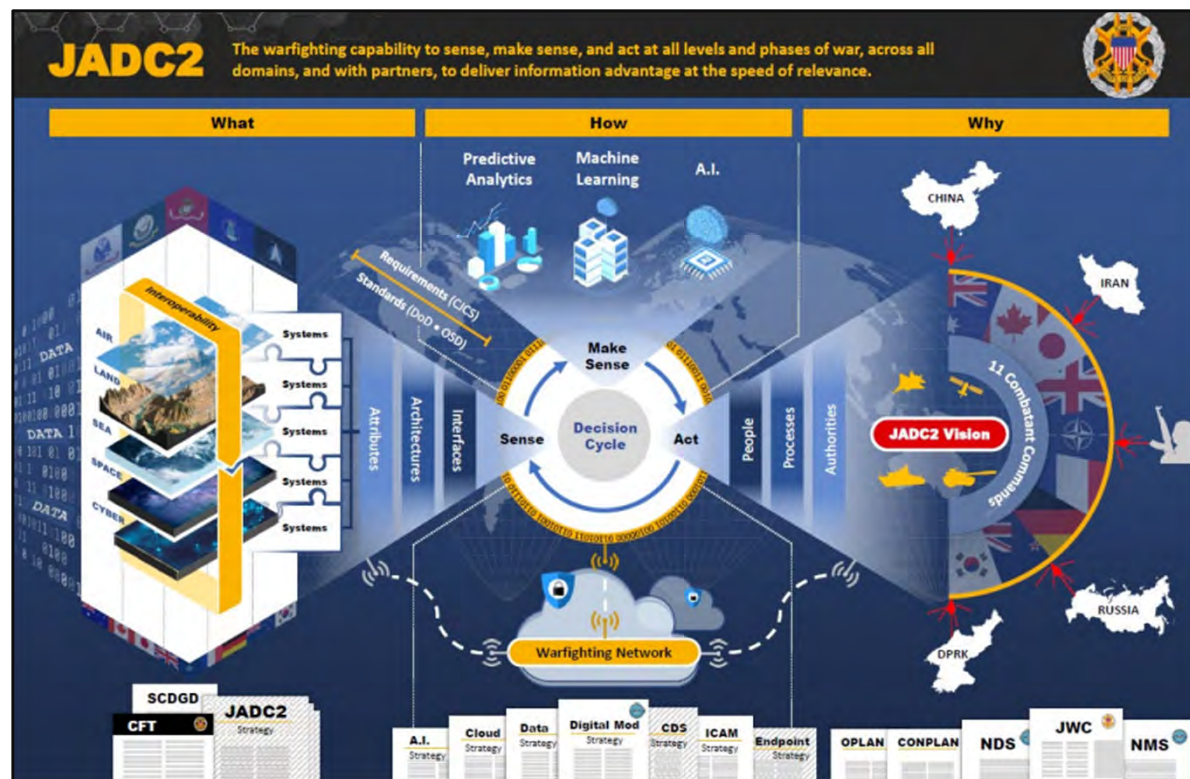 JADC2
The warfighting capability to sense, make sense, and act at all levels and phases of war, across all
domains, and with partners, to deliver information advantage at the speed of relevance.
What
How
Why
Interoperability
AIR
LAND
SEA
SPACE
CYBER
DATA
DATA
DATA
Systems
Systems
Systems
Systems
Systems
Attributes
Architectures
Interfaces
Requirements (CJCS)
Standards (DoD • OSD)
Predictive
Analytics
Machine
Learning
A.I.
Make
Sense
Sense
Decision
Cycle
Act
People
Processes
Authorities
Warfighting Network
CHINA
IRAN
RUSSIA
DPRK
JADC2 Vision
11 Combatant Commands
SCDGD
CFT
JADC2
Strategy
A.I.
Strategy
Cloud
Strategy
Data
Strategy
Digital Mod
Strategy
CDS
Strategy
ICAM
Strategy
Endpoint
Strategy
OPLAN
CONPLAN
NDS
JWC
NMS